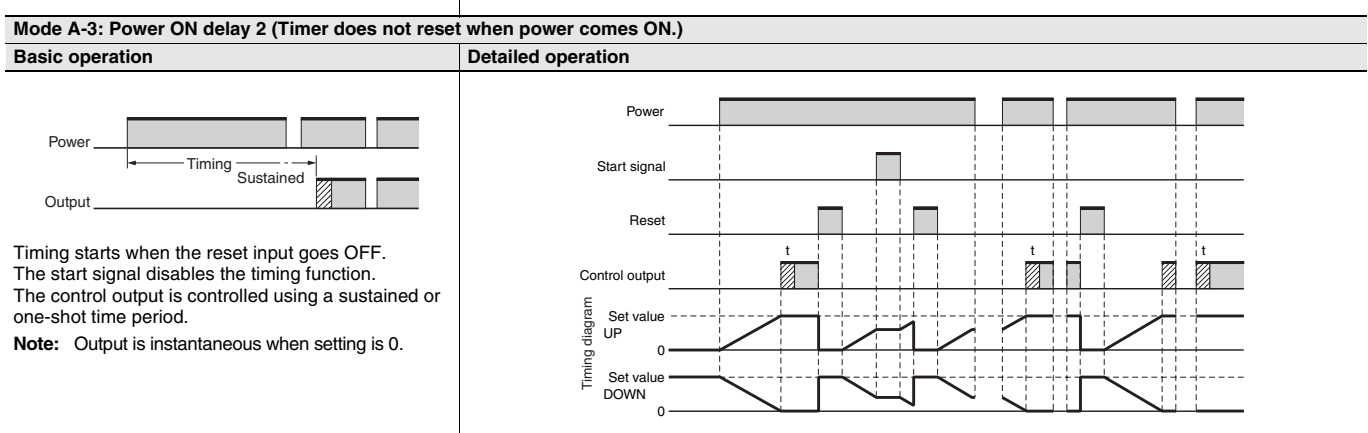 Mode A-3: Power ON delay 2 (Timer does not reset when power comes ON.)
Basic operation
Detailed operation
Power
Timing
Sustained
Output
Timing starts when the reset input goes OFF.
The start signal disables the timing function.
The control output is controlled using a sustained or
one-shot time period.
Note: Output is instantaneous when setting is 0.
Power
Start signal
Reset
t
t
t
Control output
Timing diagram
Set value
UP
0
Set value
DOWN
0